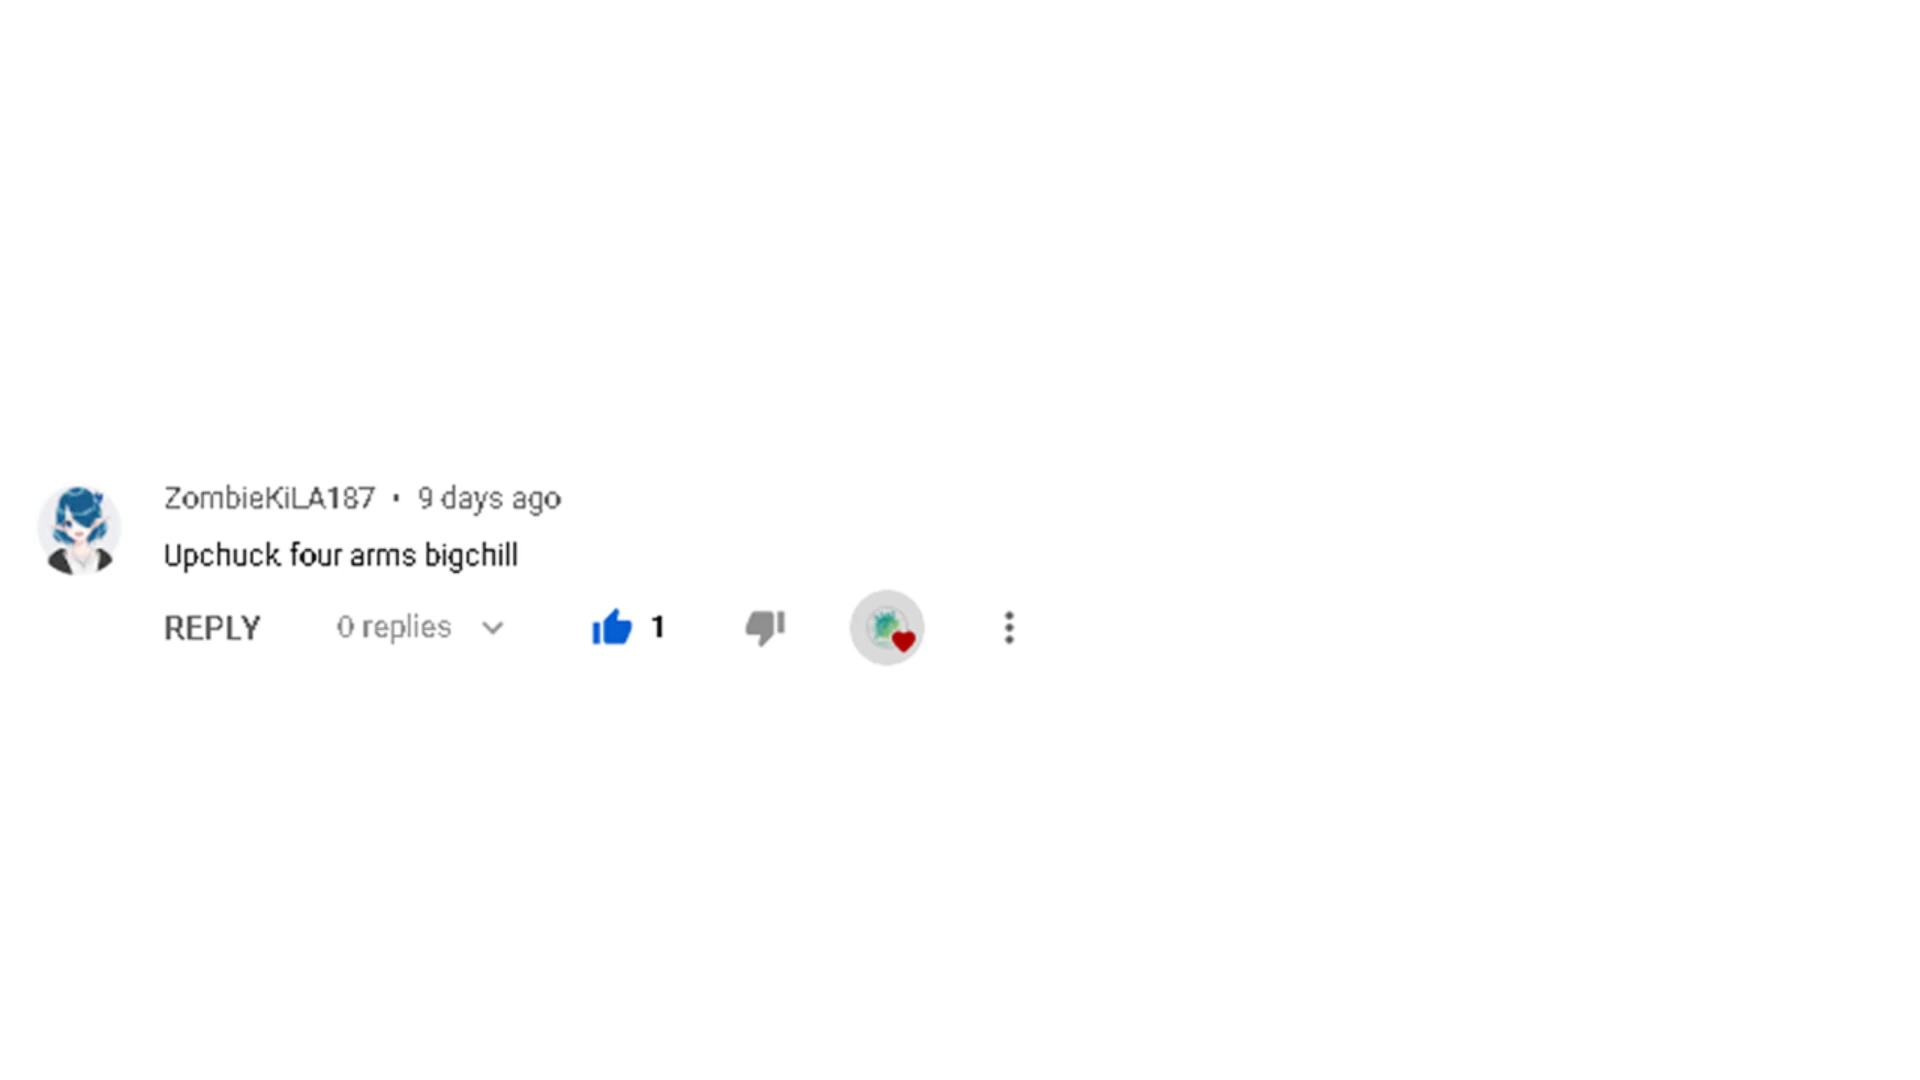 ZombieKiLA187 • 9 days ago
Upchuck four arms bigchill
REPLY 0 replies 1